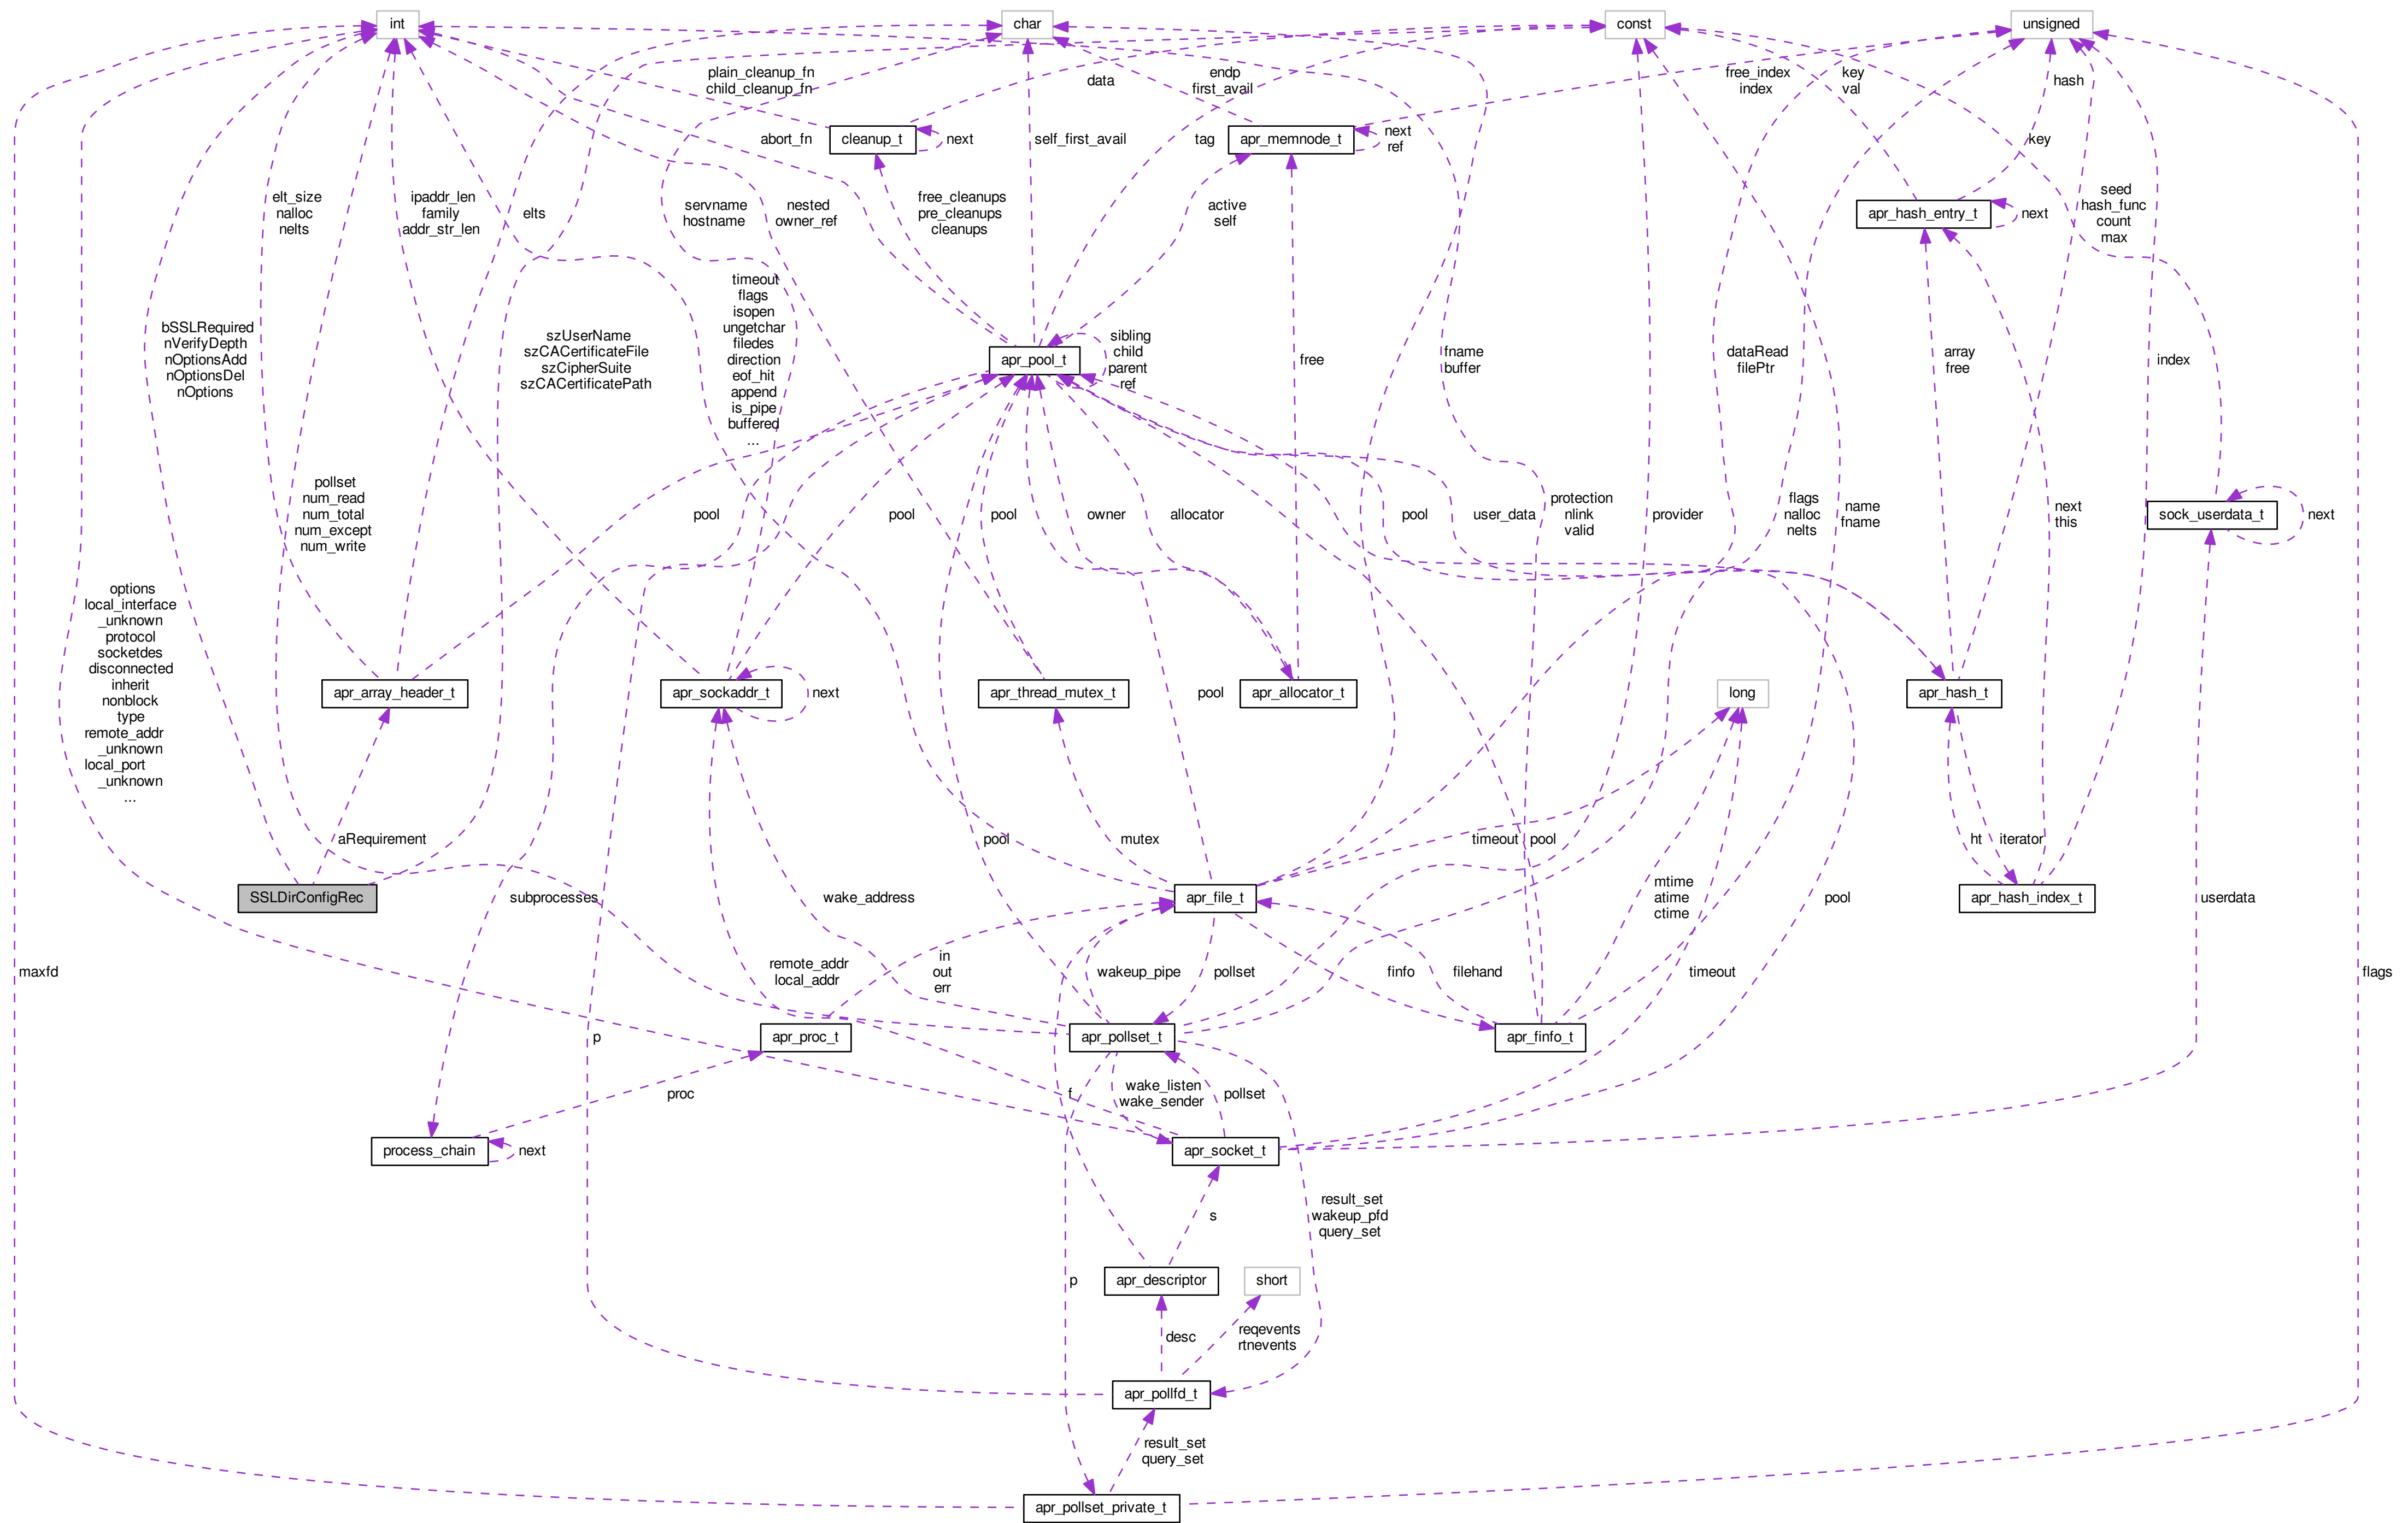 int
char
const
unsigned
plain_cleanup_fn
child_cleanup_fn
data
endp
first_avail
free_index
index
key
val
hash
abort_fn
cleanup_t
next
self_first_avail
tag
apr_memnode_t
next
ref
key
elt_size
nalloc
nelts
ipaddr_len
family
addr_str_len
elts
servname
hostname
nested
owner_ref
free_cleanups
pre_cleanups
cleanups
active
self
apr_hash_entry_t
next
seed
hash_func
count
max
bSSLRequired
nVerifyDepth
nOptionsAdd
nOptionsDel
nOptions
szUserName
szCACertificateFile
szCipherSuite
szCACertificatePath
timeout
flags
isopen
ungetchar
filedes
direction
eof_hit
append
is_pipe
buffered
...
apr_pool_t
sibling
child
parent
ref
free
fname
buffer
dataRead
filePtr
array
free
index
pollset
num_read
num_total
num_except
num_write
pool
pool
pool
owner
allocator
pool
user_data
protection
nlink
valid
provider
flags
nalloc
nelts
name
fname
next
this
sock_userdata_t
next
options
local_interface
_unknown
protocol
socketdes
disconnected
inherit
nonblock
type
remote_addr
_unknown
local_port
_unknown
...
apr_array_header_t
apr_sockaddr_t
next
apr_thread_mutex_t
pool
apr_allocator_t
long
apr_hash_t
aRequirement
pool
mutex
timeout
pool
ht
iterator
SSLDirConfigRec
subprocesses
wake_address
apr_file_t
mtime
atime
ctime
pool
apr_hash_index_t
userdata
maxfd
remote_addr
local_addr
in
out
err
wakeup_pipe
pollset
finfo
filehand
timeout
flags
p
apr_proc_t
apr_pollset_t
apr_finfo_t
proc
f
wake_listen
wake_sender
pollset
process_chain
next
apr_socket_t
s
result_set
wakeup_pfd
query_set
p
apr_descriptor
short
desc
reqevents
rtnevents
apr_pollfd_t
result_set
query_set
apr_pollset_private_t